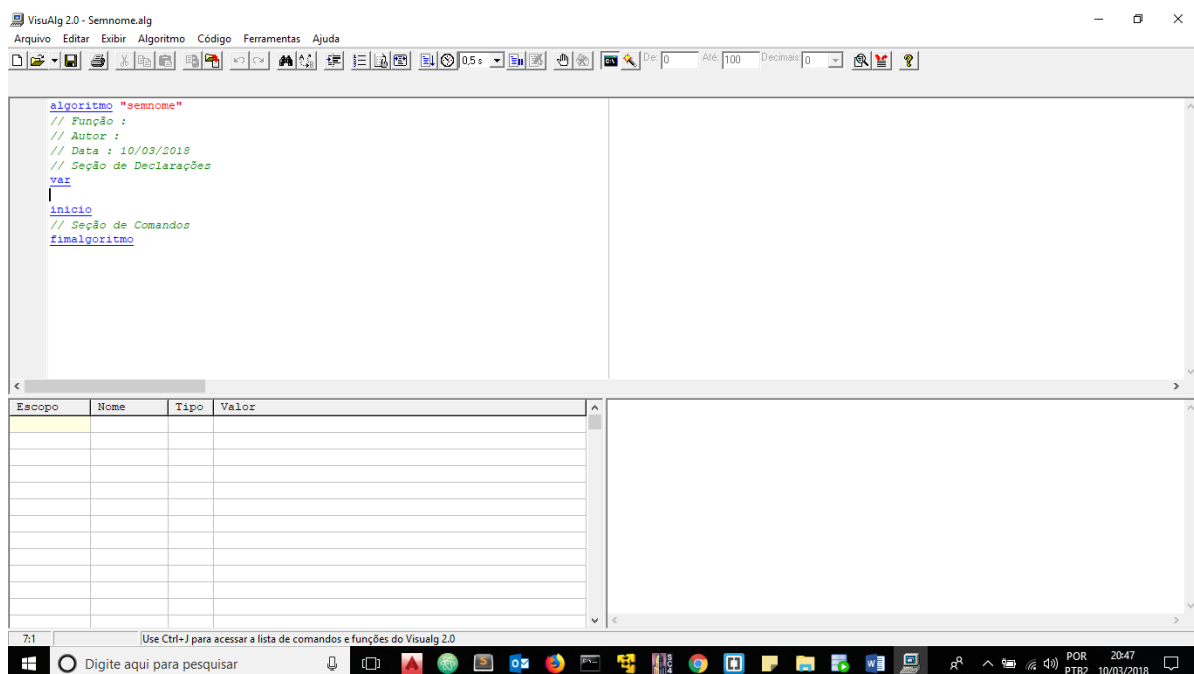 VisuAlg 2.0 - Semnome.alg
Arquivo Editar Exibir Algoritmo Código Ferramentas Ajuda
0,5 s De: 0 Até: 100 Decimais: 0
algoritmo "semnome"
// Função :
// Autor :
// Data : 10/03/2018
// Seção de Declarações
var
inicio
// Seção de Comandos
fimalgoritmo
Escopo Nome Tipo Valor
7:1 Use Ctrl+J para acessar a lista de comandos e funções do Visualg 2.0
Digite aqui para pesquisar
POR 20:47
PTB2 10/03/2018